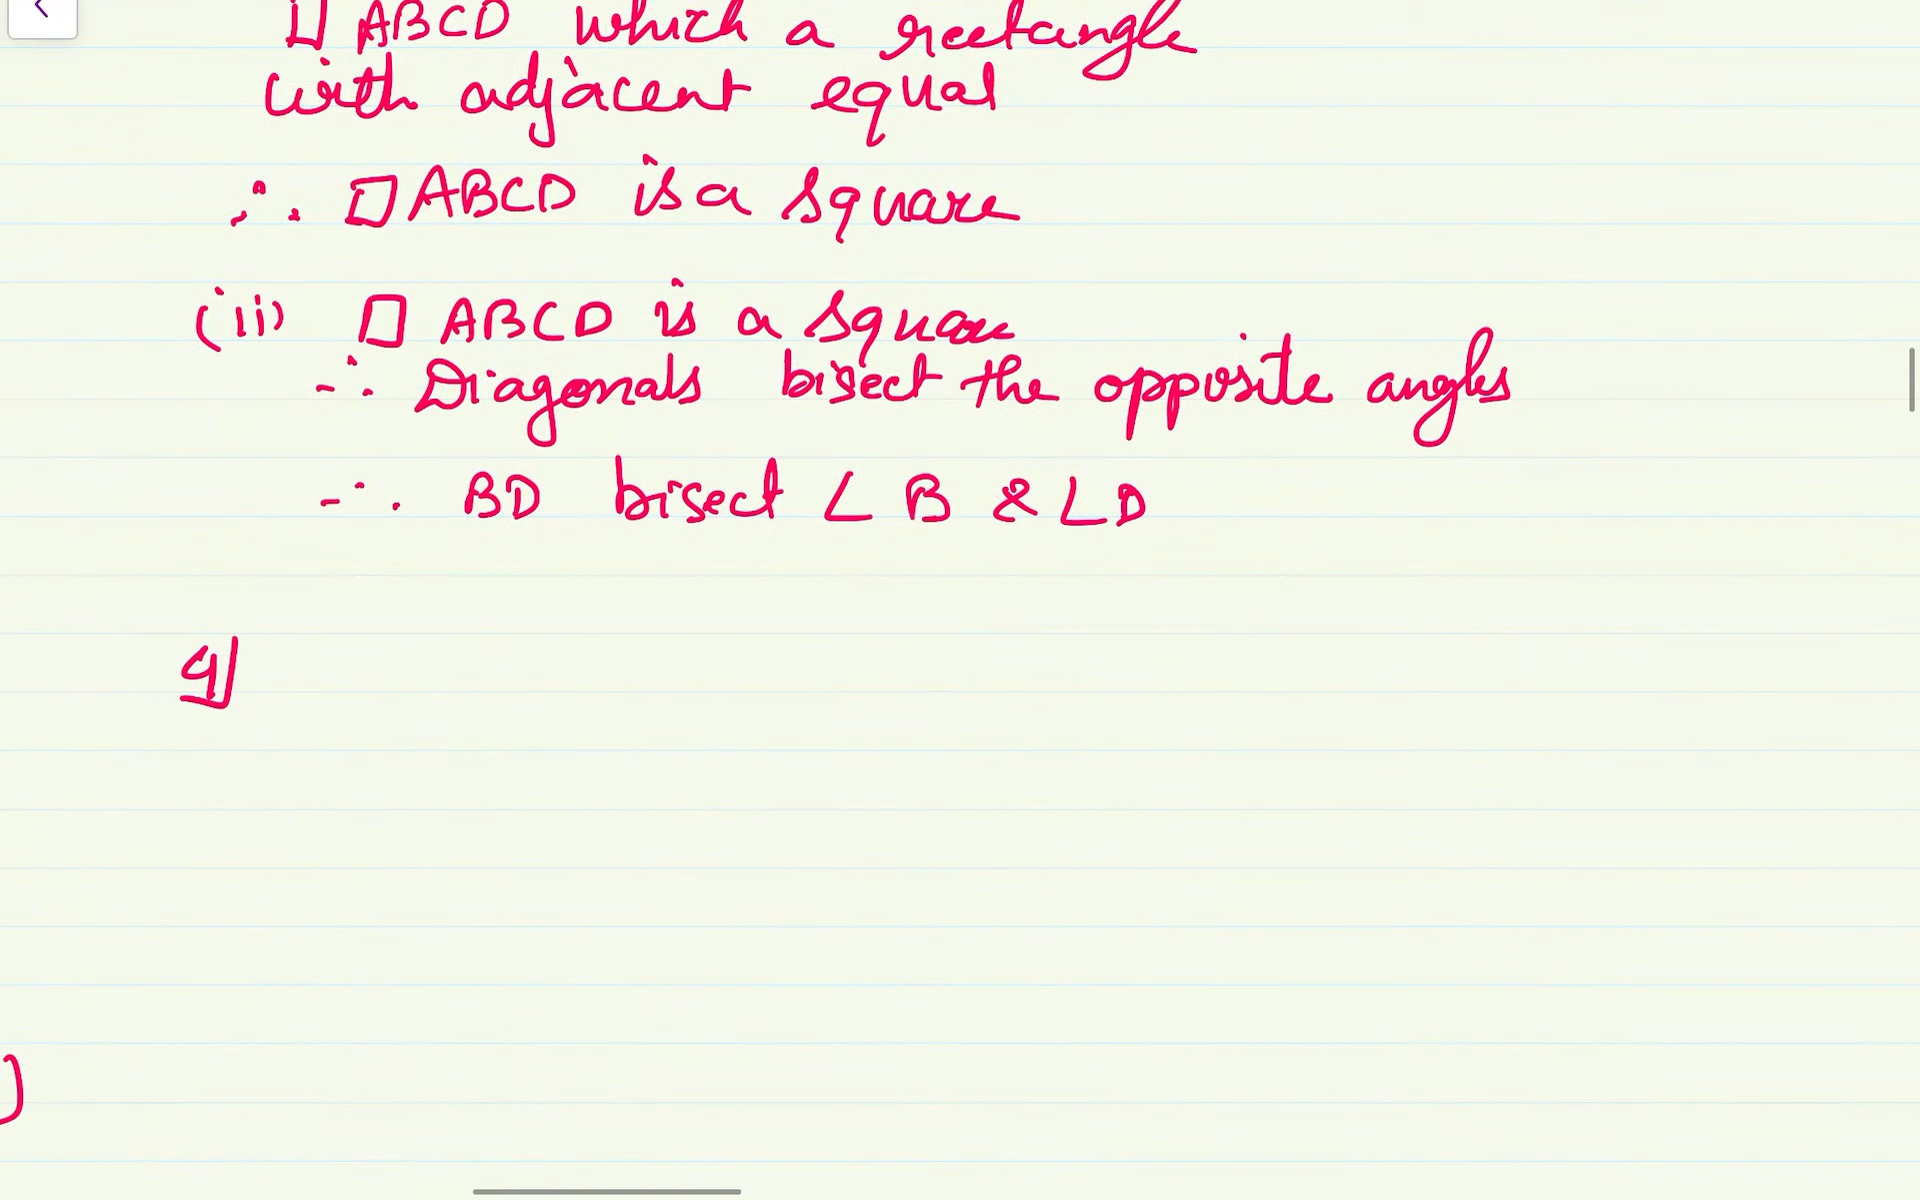 □ ABCD which a rectangle
with adjacent equal
∴ □ ABCD is a square
(ii) □ ABCD is a square
∴ Diagonals bisect the opposite angles
∴ BD bisect ∠ B & ∠ D
4]
)